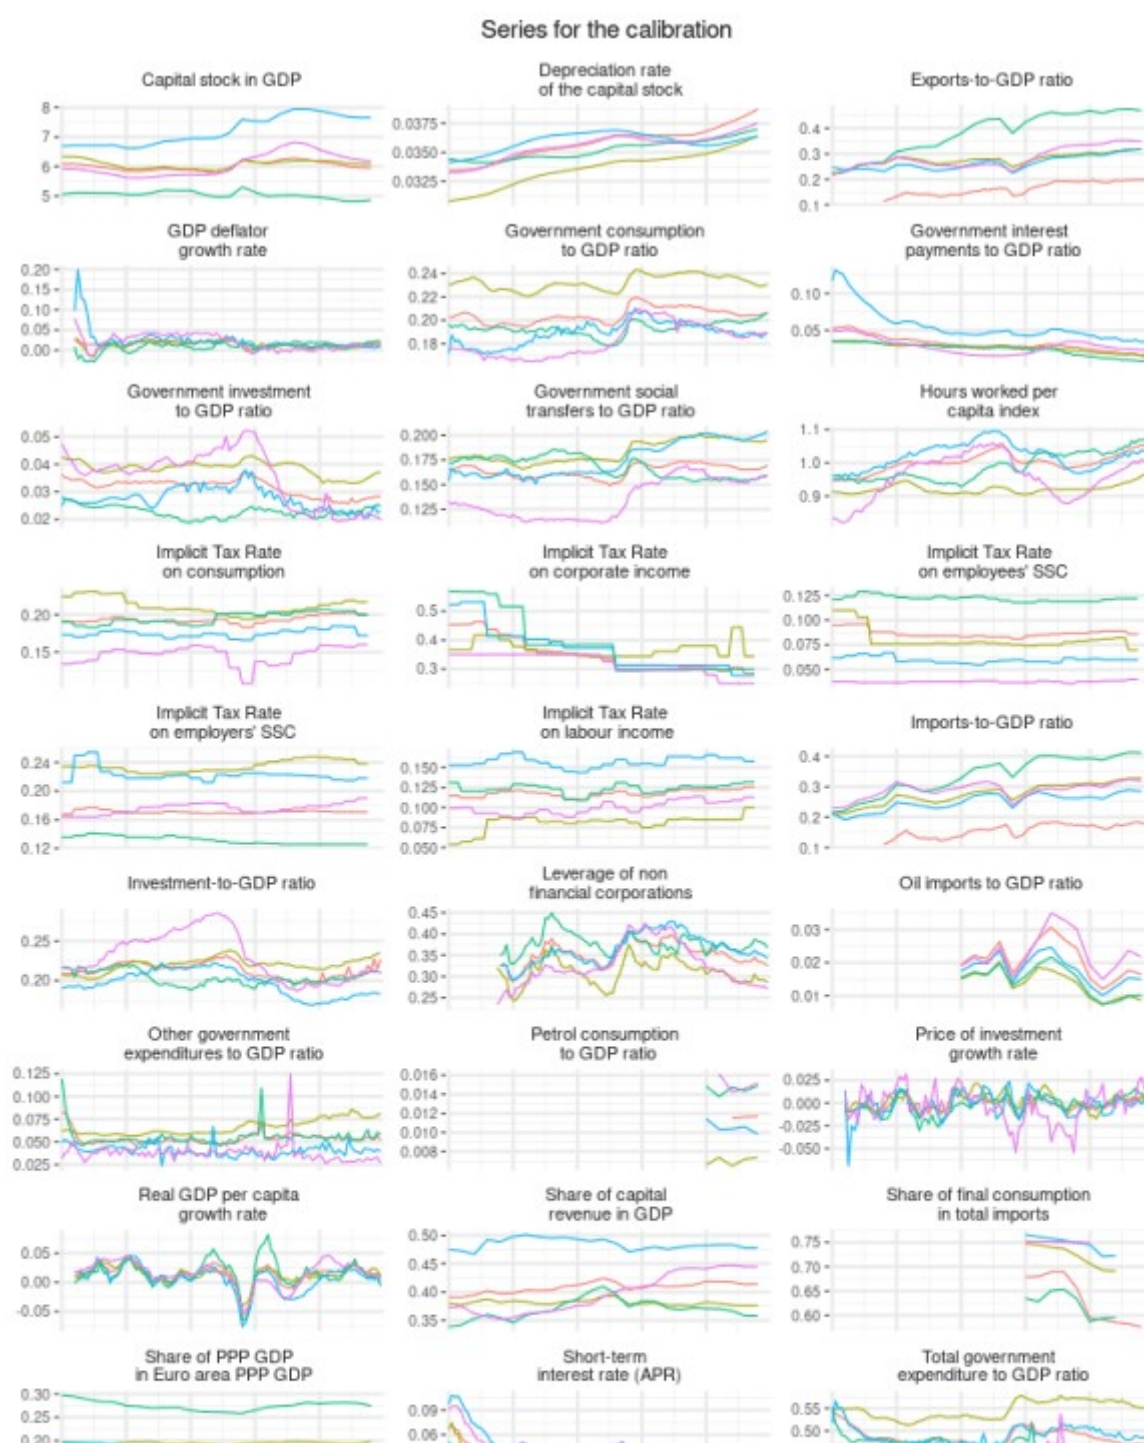 Series for the calibration
Capital stock in GDP
8
7
6
5
Depreciation rate
of the capital stock
0.0375
0.0350
0.0325
Exports-to-GDP ratio
0.4
0.3
0.2
0.1
GDP deflator
growth rate
0.20
0.15
0.10
0.05
0.00
Government consumption
to GDP ratio
0.24
0.22
0.20
0.18
Government interest
payments to GDP ratio
0.10
0.05
Government investment
to GDP ratio
0.05
0.04
0.03
0.02
Government social
transfers to GDP ratio
0.200
0.175
0.150
0.125
Hours worked per
capita index
1.1
1.0
0.9
Implicit Tax Rate
on consumption
0.20
0.15
Implicit Tax Rate
on corporate income
0.5
0.4
0.3
Implicit Tax Rate
on employees' SSC
0.125
0.100
0.075
0.050
Implicit Tax Rate
on employers' SSC
0.24
0.20
0.16
0.12
Implicit Tax Rate
on labour income
0.150
0.125
0.100
0.075
0.050
Imports-to-GDP ratio
0.4
0.3
0.2
0.1
Investment-to-GDP ratio
0.25
0.20
Leverage of non
financial corporations
0.45
0.40
0.35
0.30
0.25
Oil imports to GDP ratio
0.03
0.02
0.01
Other government
expenditures to GDP ratio
0.125
0.100
0.075
0.050
0.025
Petrol consumption
to GDP ratio
0.016
0.014
0.012
0.010
0.008
Price of investment
growth rate
0.025
0.000
-0.025
-0.050
Real GDP per capita
growth rate
0.05
0.00
-0.05
Share of capital
revenue in GDP
0.50
0.45
0.40
0.35
Share of final consumption
in total imports
0.75
0.70
0.65
0.60
Share of PPP GDP
in Euro area PPP GDP
0.30
0.25
0.20
Short-term
interest rate (APR)
0.09
0.06
Total government
expenditure to GDP ratio
0.55
0.50